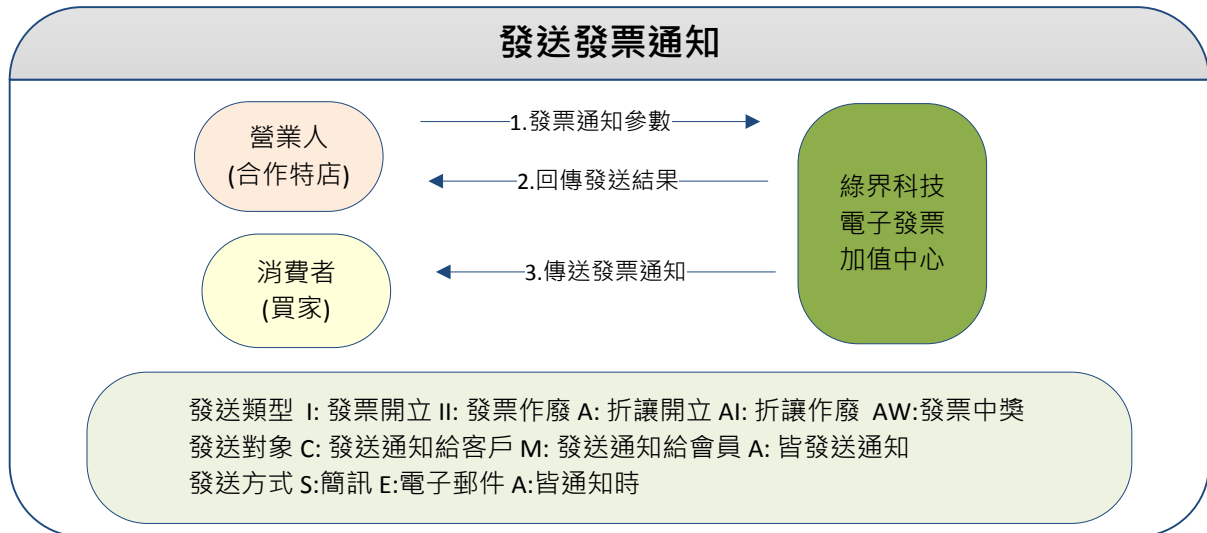 發送發票通知
營業人
(合作特店)
1.發票通知參數
2.回傳發送結果
綠界科技
電子發票
加值中心
消費者
(買家)
3.傳送發票通知
發送類型 I: 發票開立 II: 發票作廢 A: 折讓開立 AI: 折讓作廢 AW:發票中獎
發送對象 C: 發送通知給客戶 M: 發送通知給會員 A: 皆發送通知
發送方式 S:簡訊 E:電子郵件 A:皆通知時